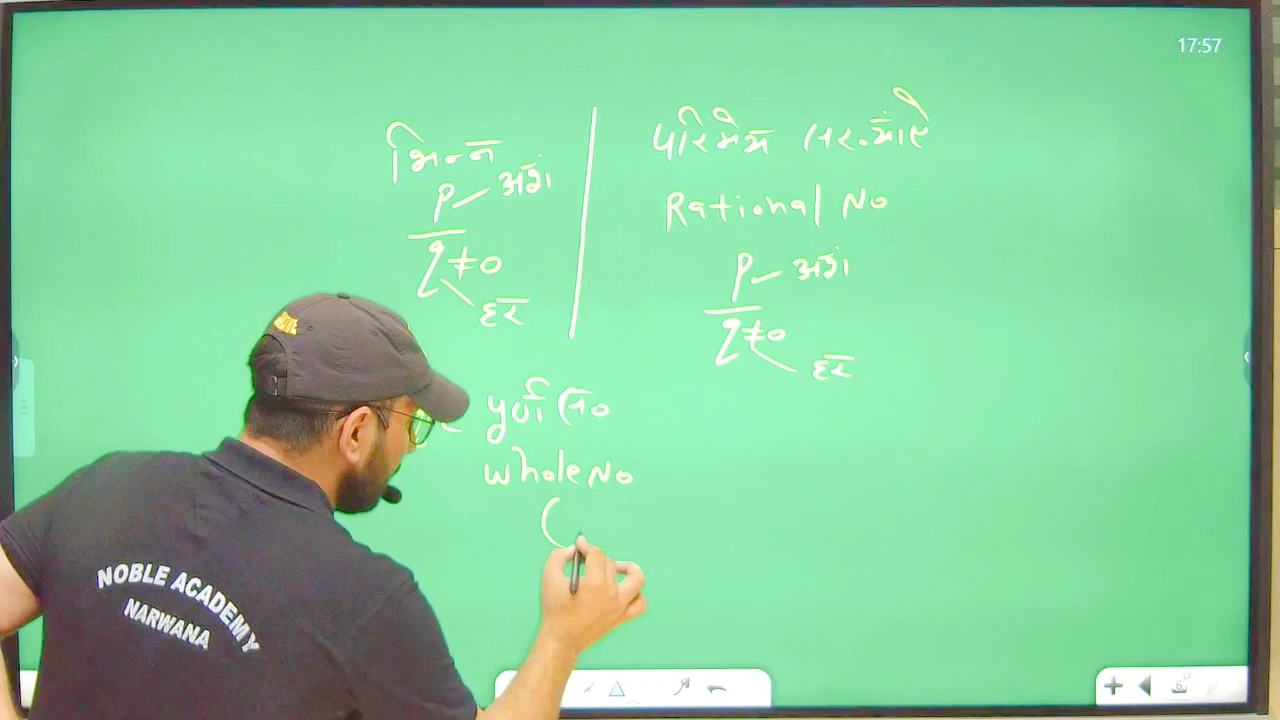 17:57
भिन्न
P — अंश
q ≠ 0
हर
परिमेय संख्याऐं
Rational No
P — अंश
q ≠ 0
हर
पूर्ण सं०
Whole No
(
NOBLE ACADEMY
NARWANA